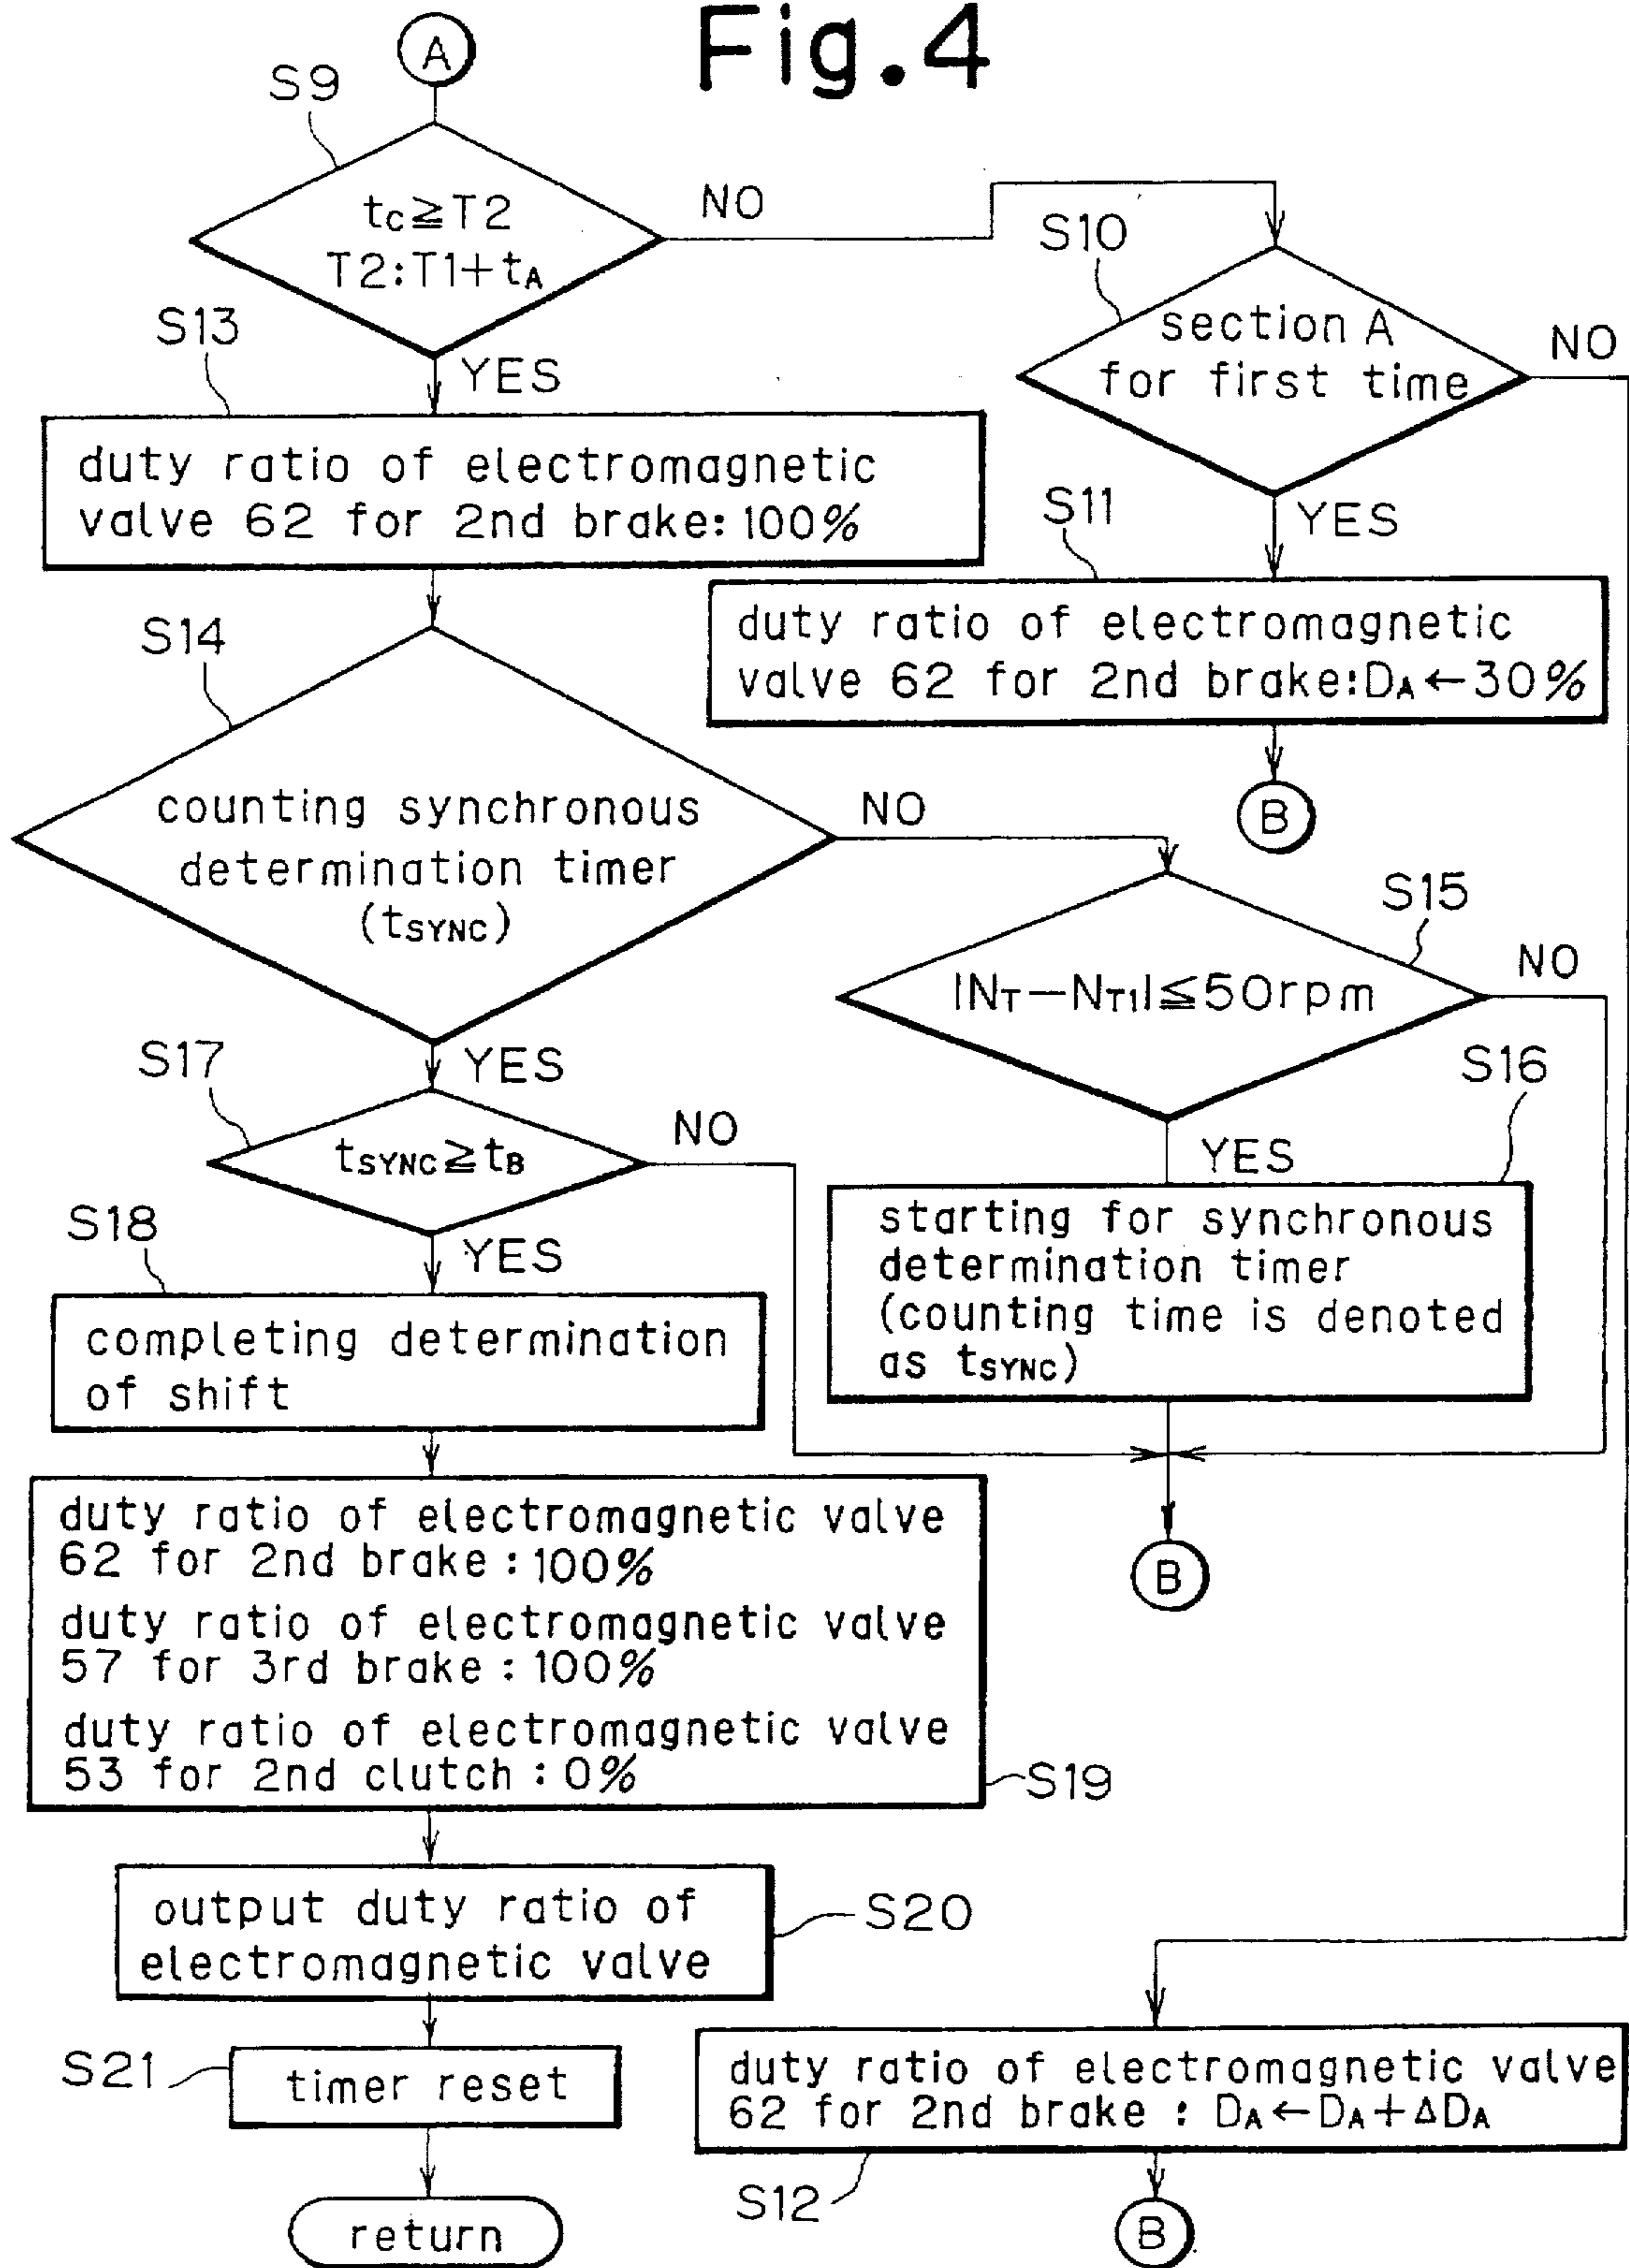 Fig.4
A
S9
tC≧T2
T2:T1+tA
NO
YES
S10
section A
for first time
NO
YES
S13
duty ratio of electromagnetic
valve 62 for 2nd brake:100%
S11
duty ratio of electromagnetic
valve 62 for 2nd brake:DA←30%
B
S14
counting synchronous
determination timer
(tSYNC)
NO
YES
S15
|NT−NT1|≦50rpm
NO
YES
S16
starting for synchronous
determination timer
(counting time is denoted
as tSYNC)
B
S17
tSYNC≧tB
NO
YES
S18
completing determination
of shift
duty ratio of electromagnetic valve
62 for 2nd brake:100%
duty ratio of electromagnetic valve
57 for 3rd brake:100%
duty ratio of electromagnetic valve
53 for 2nd clutch:0%
S19
output duty ratio of
electromagnetic valve
S20
S21
timer reset
return
duty ratio of electromagnetic valve
62 for 2nd brake : DA←DA+ΔDA
S12
B